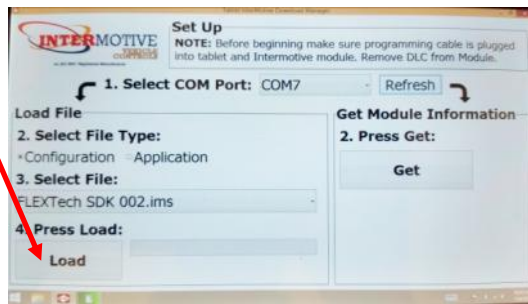 Set Up
INTERMOTIVE
NOTE: Before beginning make sure programming cable is plugged
into tablet and Intermotive module. Remove DLC from Module.
1. Select COM Port: COM7 Refresh
Load File
Get Module Information
2. Select File Type:
2. Press Get:
Configuration Application
Get
3. Select File:
FLEXTech SDK 002.ims
4. Press Load:
Load